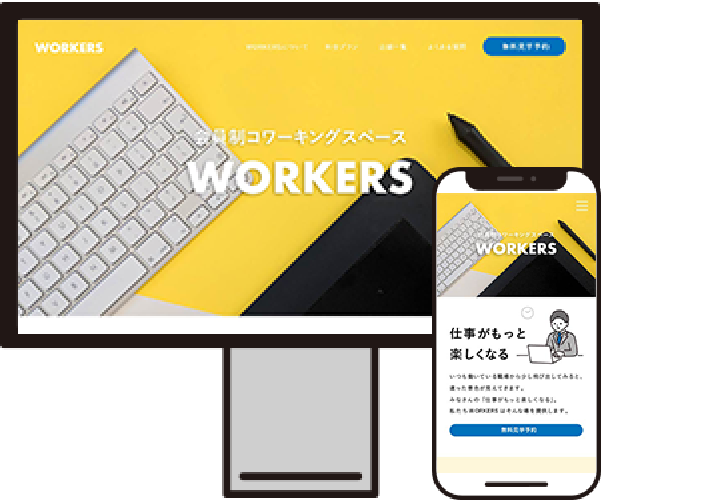 WORKERS
WORKERSについて
料金プラン
店舗一覧
よくある質問
無料見学予約
会員制コワーキングスペース
WORKERS
会員制コワーキングスペース
WORKERS
仕事がもっと
楽しくなる
いつも働いている職場から少し飛び出してみると、
違った景色が見えてきます。
みなさんの「仕事がもっと楽しくなる」。
私たちWORKERSはそんな場を提供します。
無料見学予約